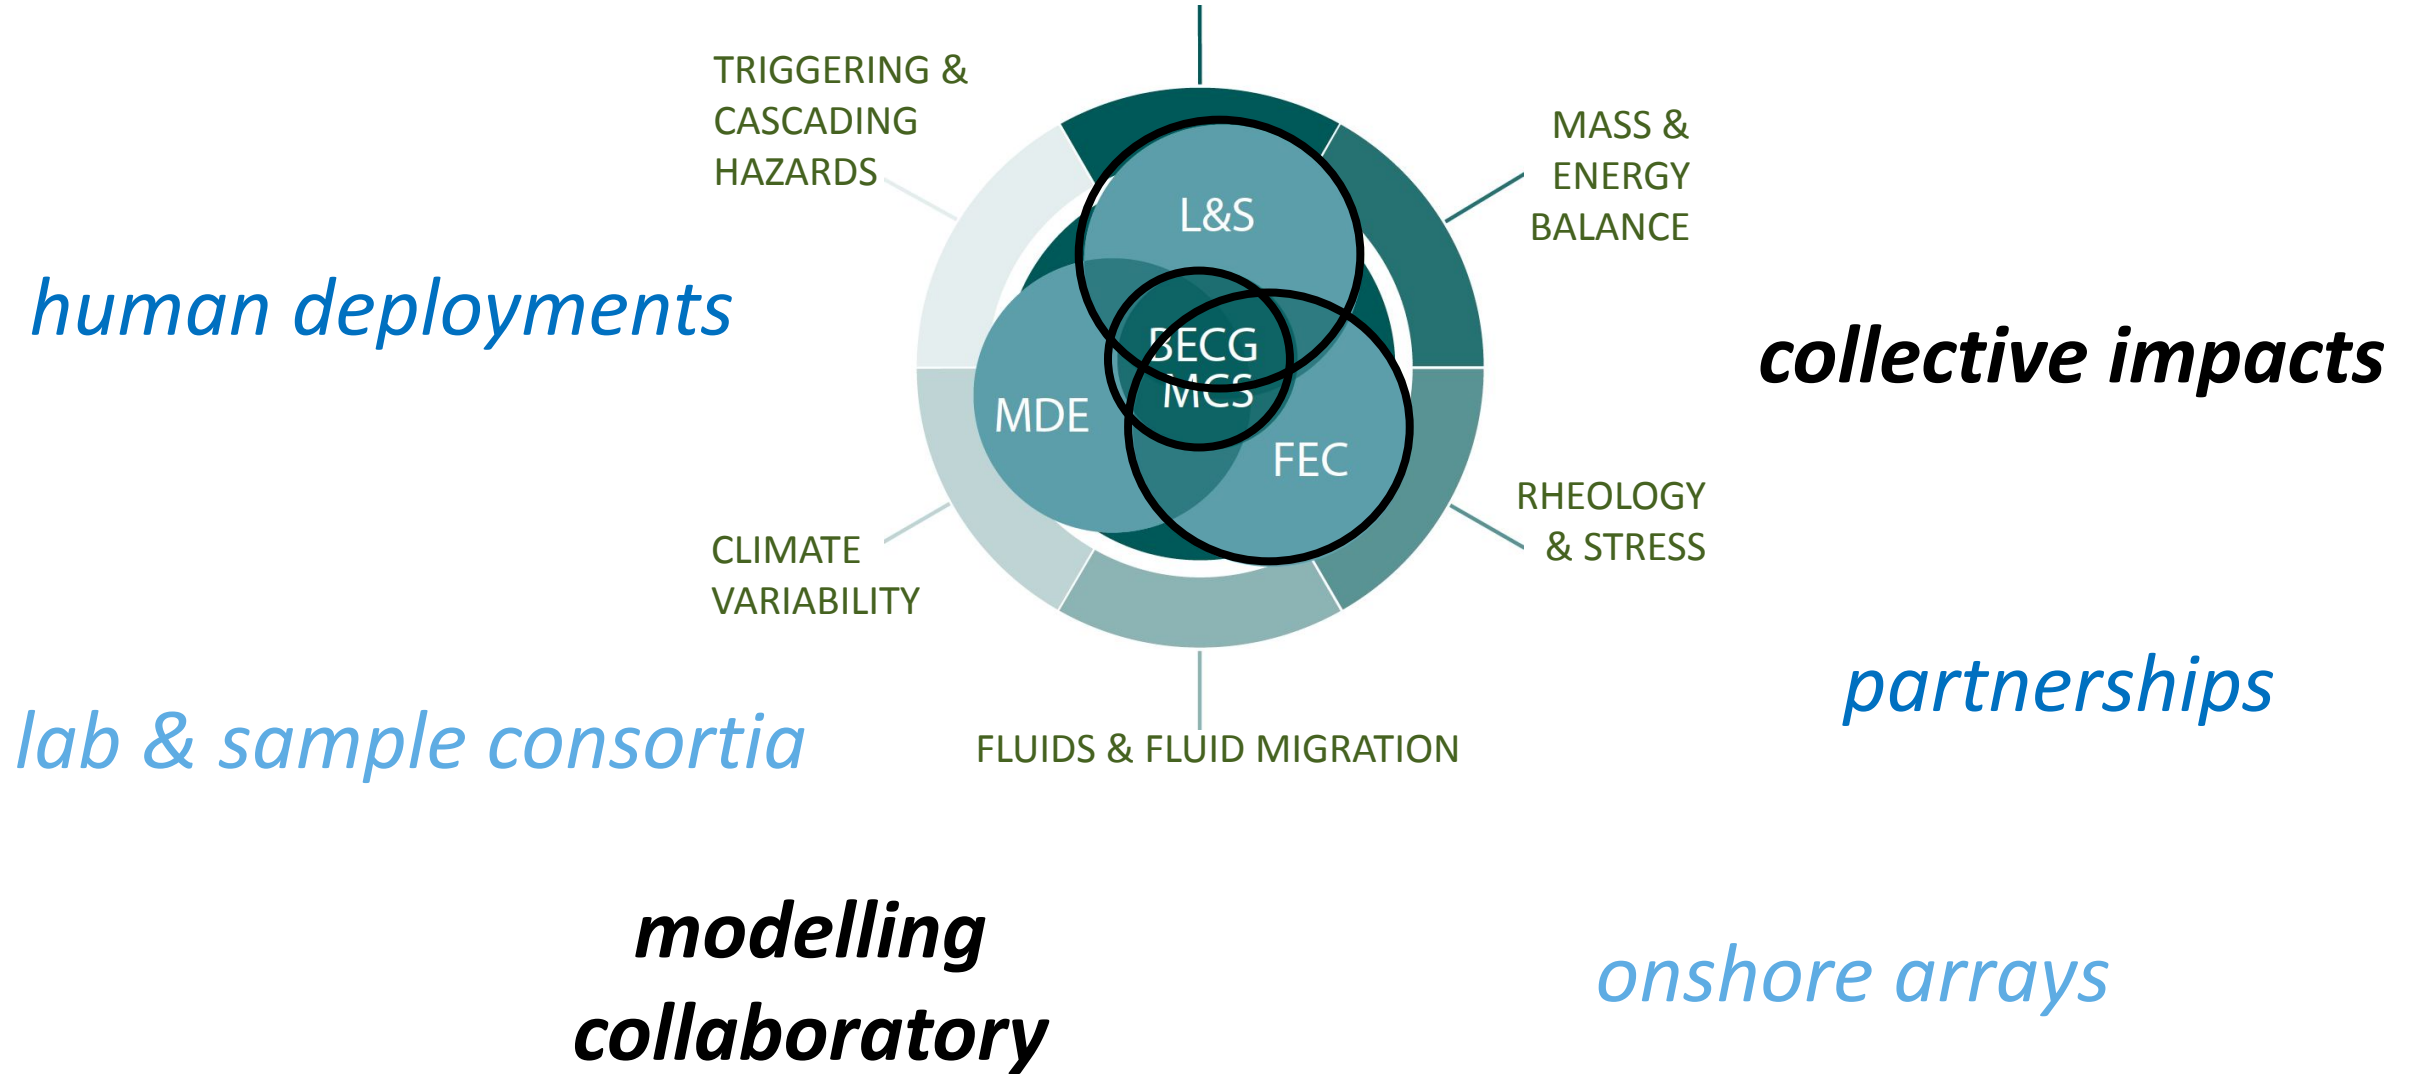 TRIGGERING &
CASCADING
HAZARDS
MASS &
ENERGY
BALANCE
L&S
human deployments
BECG
MCS
collective impacts
MDE
FEC
RHEOLOGY
& STRESS
CLIMATE
VARIABILITY
partnerships
lab & sample consortia
FLUIDS & FLUID MIGRATION
modelling
collaboratory
onshore arrays